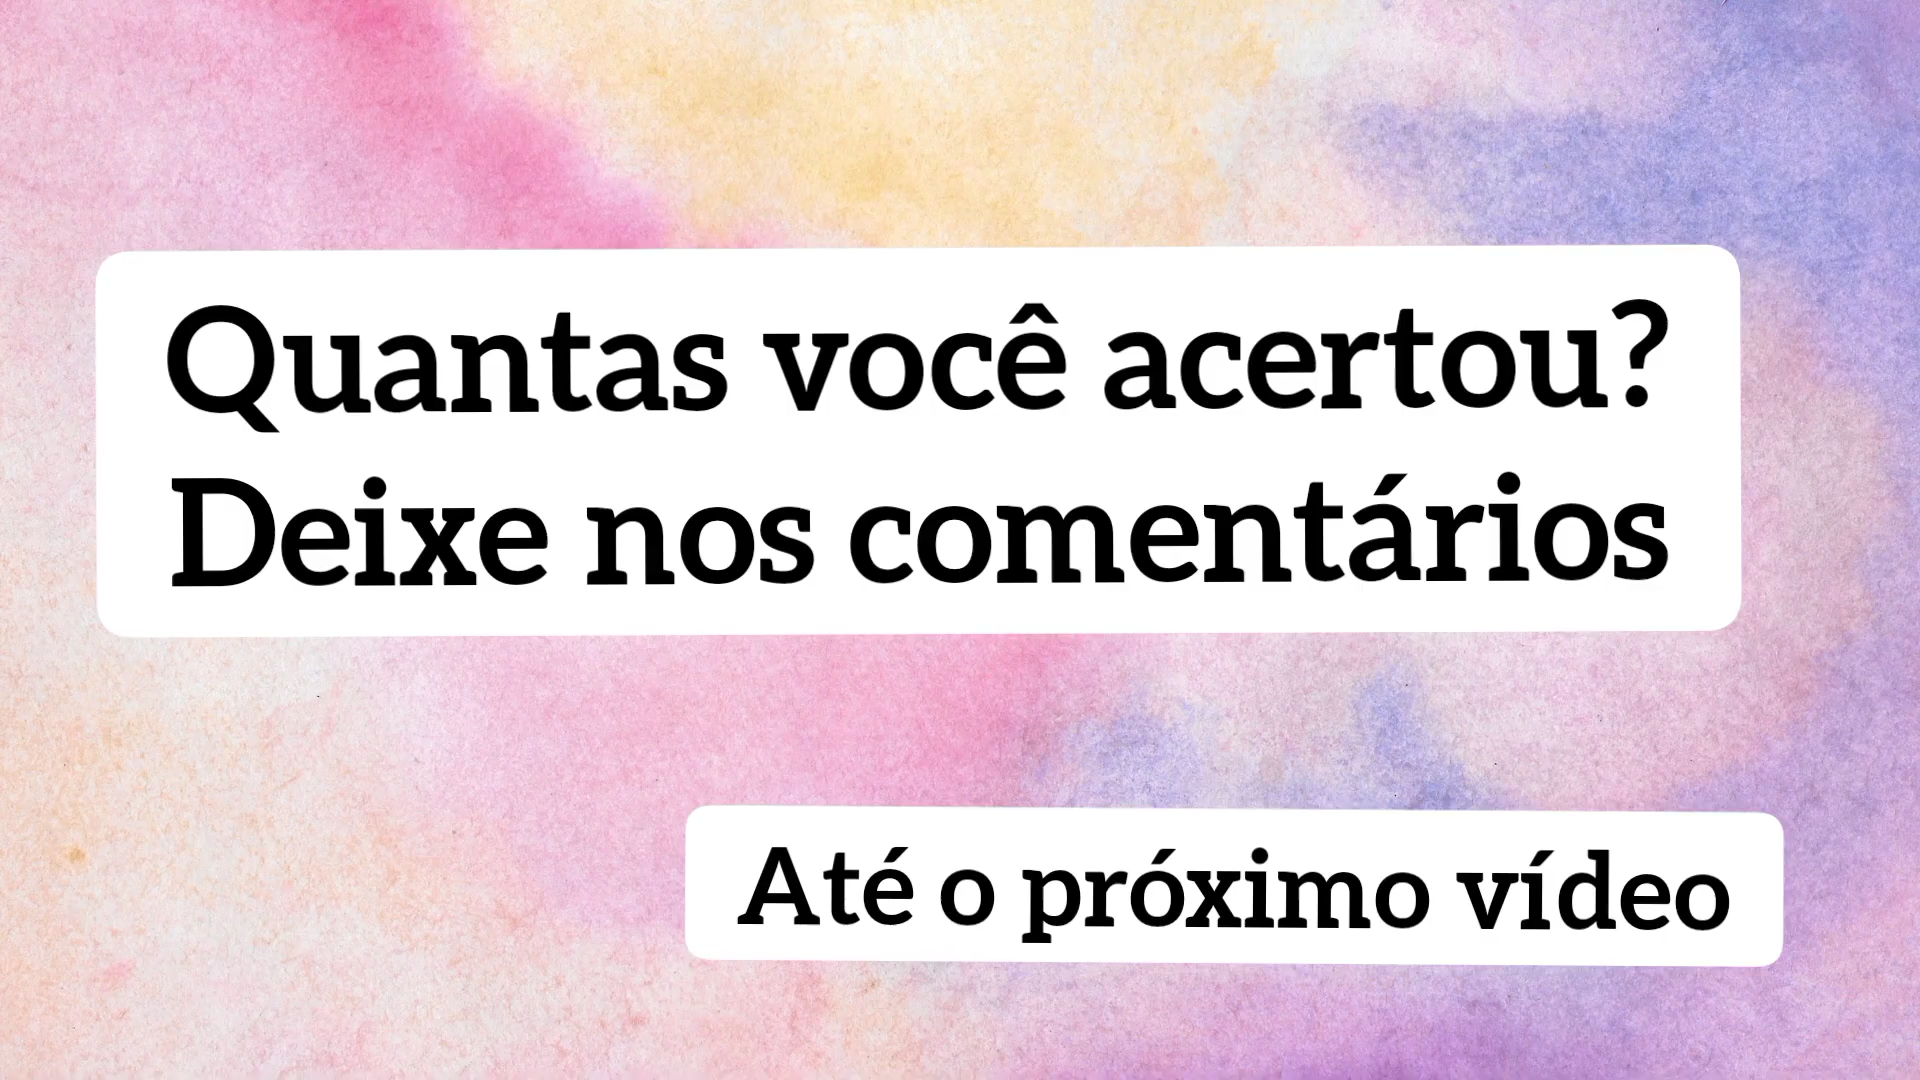 Quantas você acertou?
Deixe nos comentários
Até o próximo vídeo